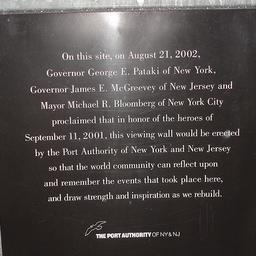 On this site, on August 21, 2002,
Governor George E. Pataki of New York,
Governor James E. McGreevey of New Jersey and
Mayor Michael R. Bloomberg of New York City
proclaimed that in honor of the heroes of
September 11, 2001, this viewing wall would be erected
by the Port Authority of New York and New Jersey
so that the world community can reflect upon
and remember the events that took place here,
and draw strength and inspiration as we rebuild.
THE PORT AUTHORITY OF NY & NJ